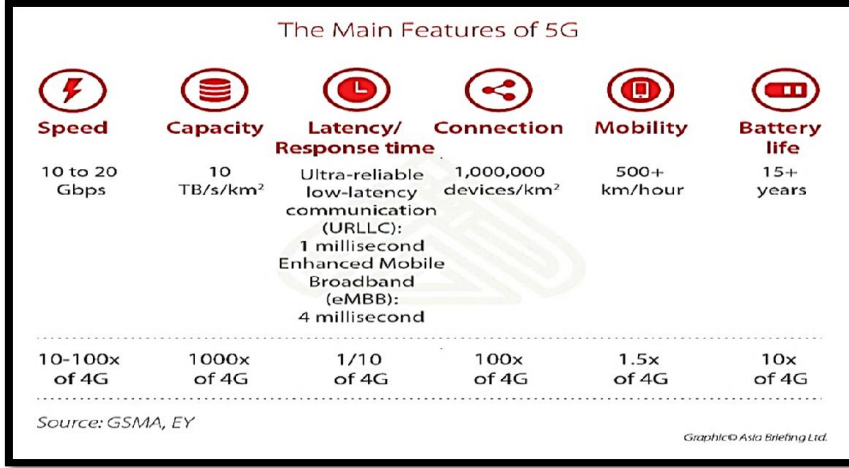 The Main Features of 5G
Speed
10 to 20
Gbps
10-100x
of 4G
Capacity
10
TB/s/km²
1000x
of 4G
Latency/
Response time
Ultra-reliable
low-latency
communication
(URLLC):
1 millisecond
Enhanced Mobile
Broadband
(eMBB):
4 millisecond
1/10
of 4G
Connection
1,000,000
devices/km²
100x
of 4G
Mobility
500+
km/hour
1.5x
of 4G
Battery
life
15+
years
10x
of 4G
Source: GSMA, EY
Graphic© Asia Briefing Ltd.